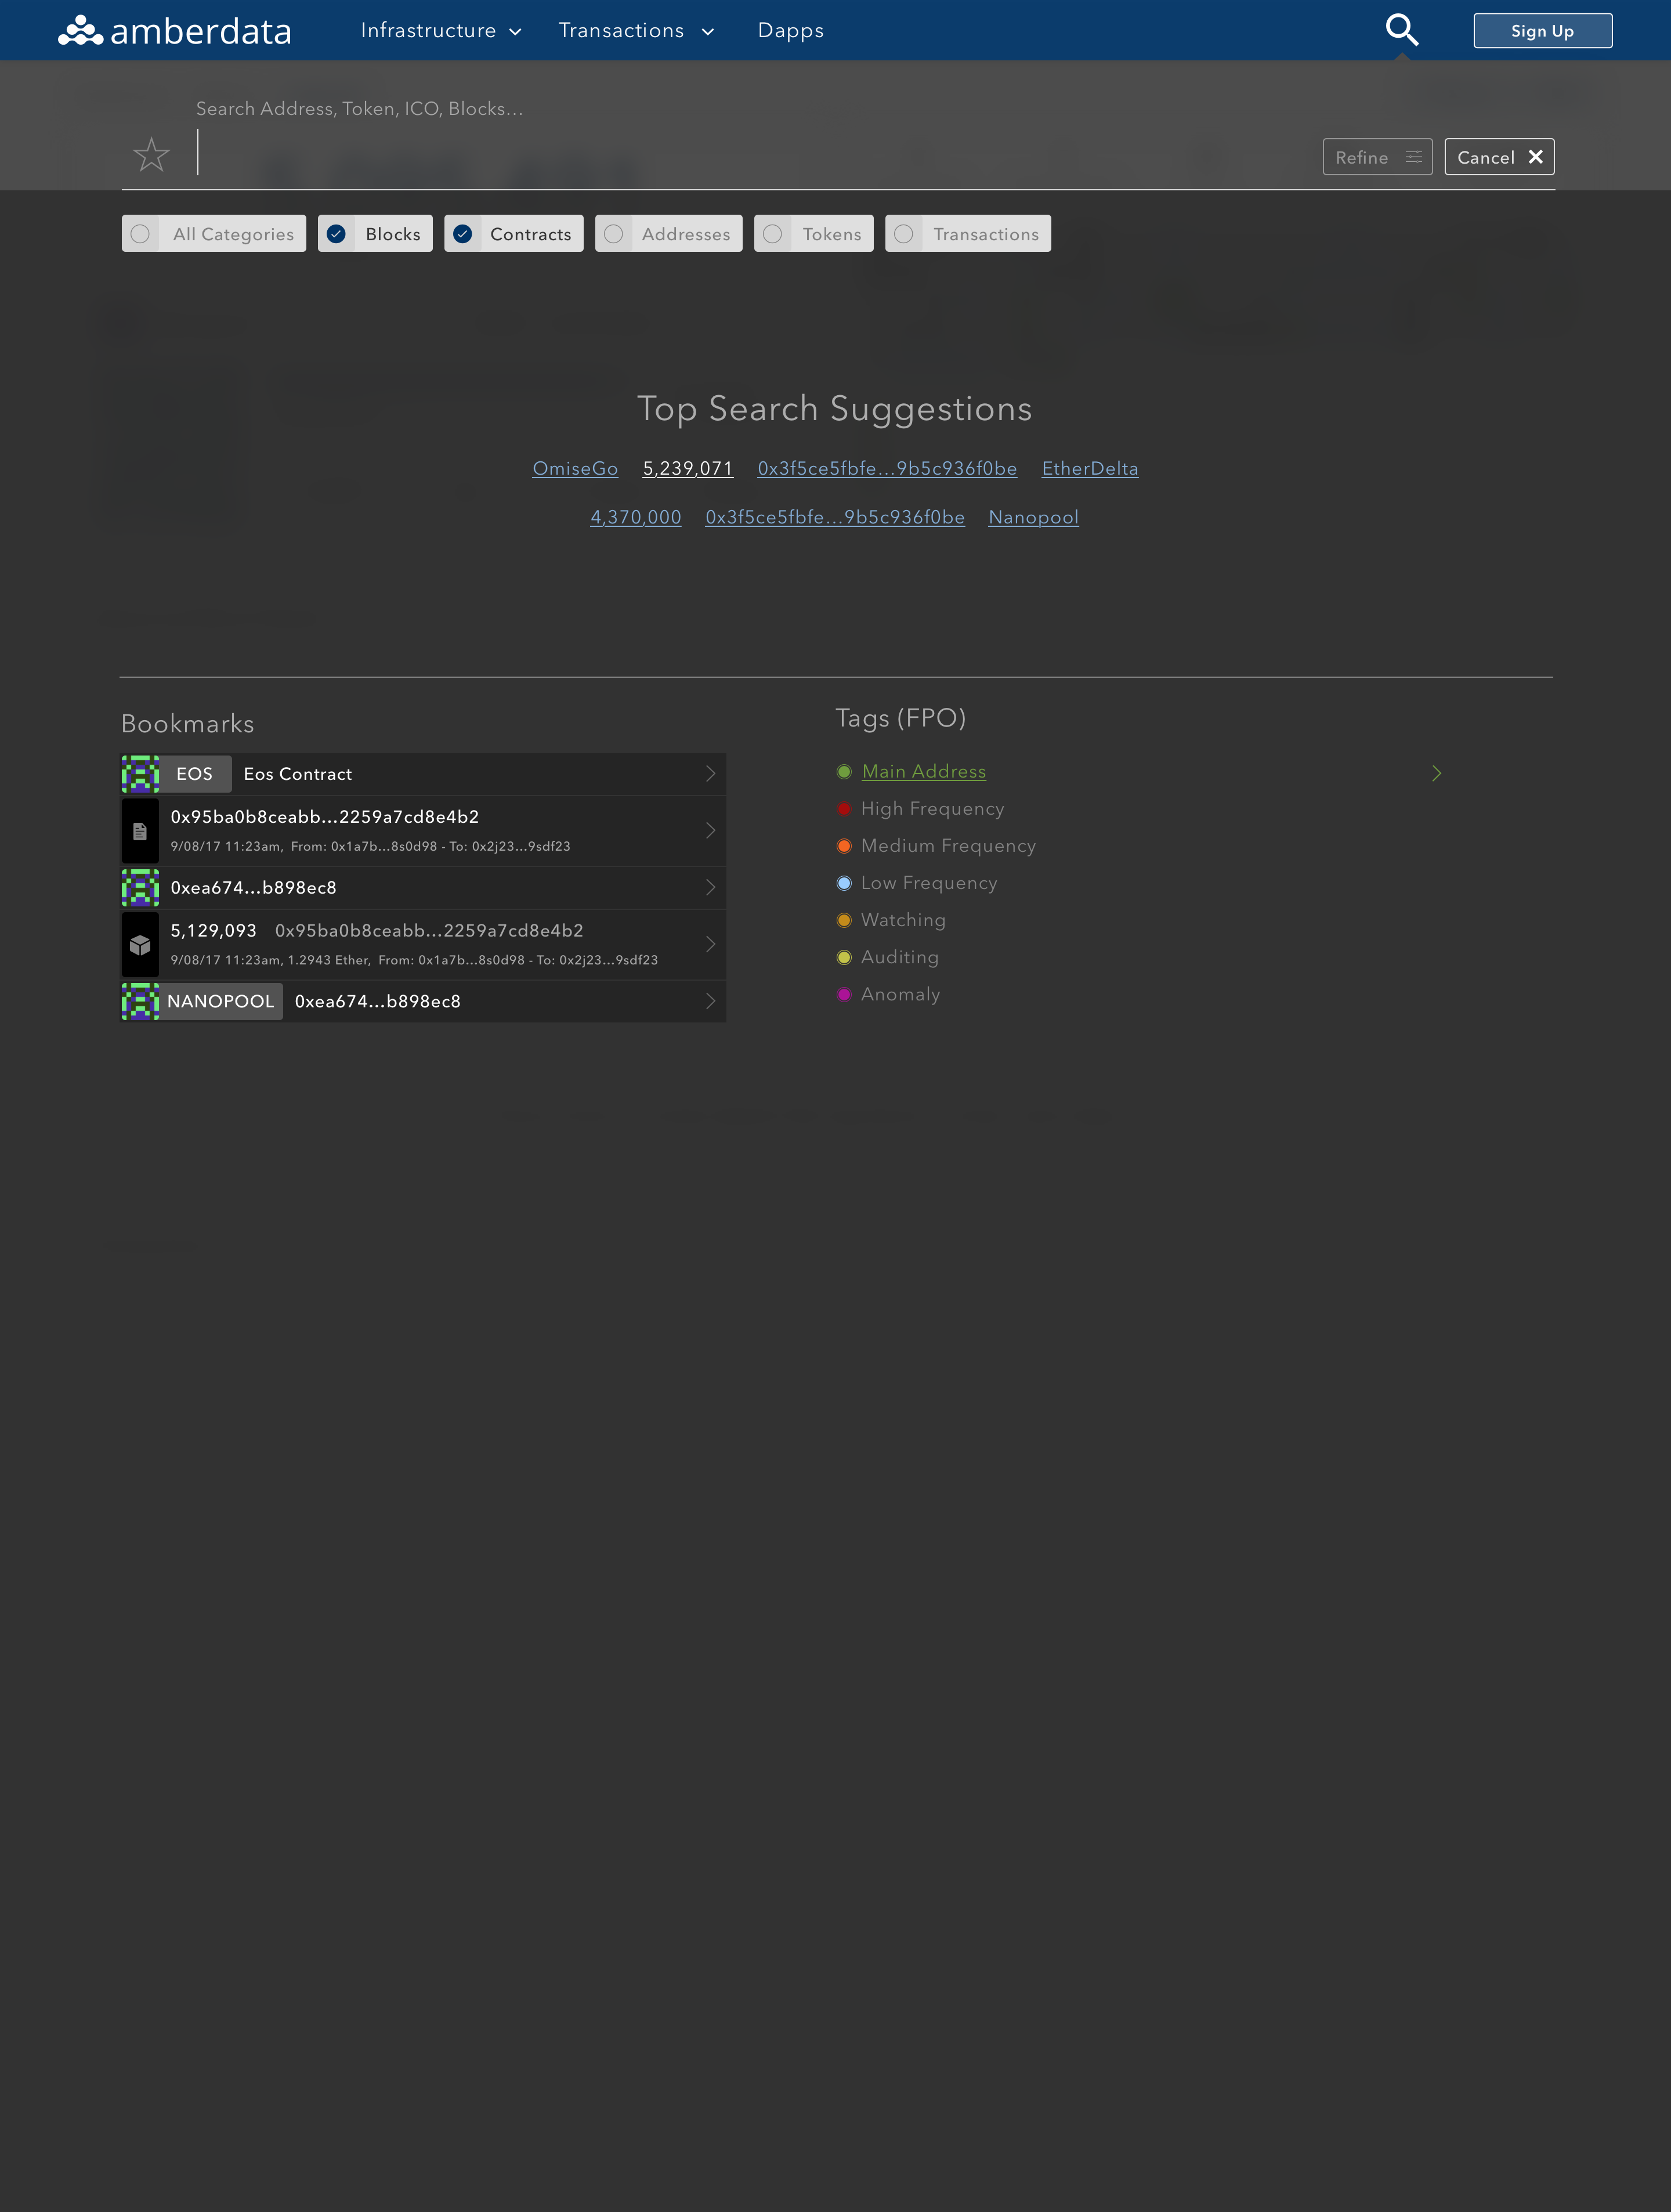 amberdata Infrastructure Transactions Dapps Sign Up
Search Address, Token, ICO, Blocks...
Refine Cancel
All Categories Blocks Contracts Addresses Tokens Transactions
Top Search Suggestions
OmiseGo 5,239,071 0x3f5ce5fbfe...9b5c936f0be EtherDelta
4,370,000 0x3f5ce5fbfe...9b5c936f0be Nanopool
Bookmarks
EOS Eos Contract
0x95ba0b8ceabb...2259a7cd8e4b2
9/08/17 11:23am, From: 0x1a7b...8s0d98 - To: 0x2j23...9sdf23
0xea674...b898ec8
5,129,093 0x95ba0b8ceabb...2259a7cd8e4b2
9/08/17 11:23am, 1.2943 Ether, From: 0x1a7b...8s0d98 - To: 0x2j23...9sdf23
NANOPOOL 0xea674...b898ec8
Tags (FPO)
Main Address
High Frequency
Medium Frequency
Low Frequency
Watching
Auditing
Anomaly